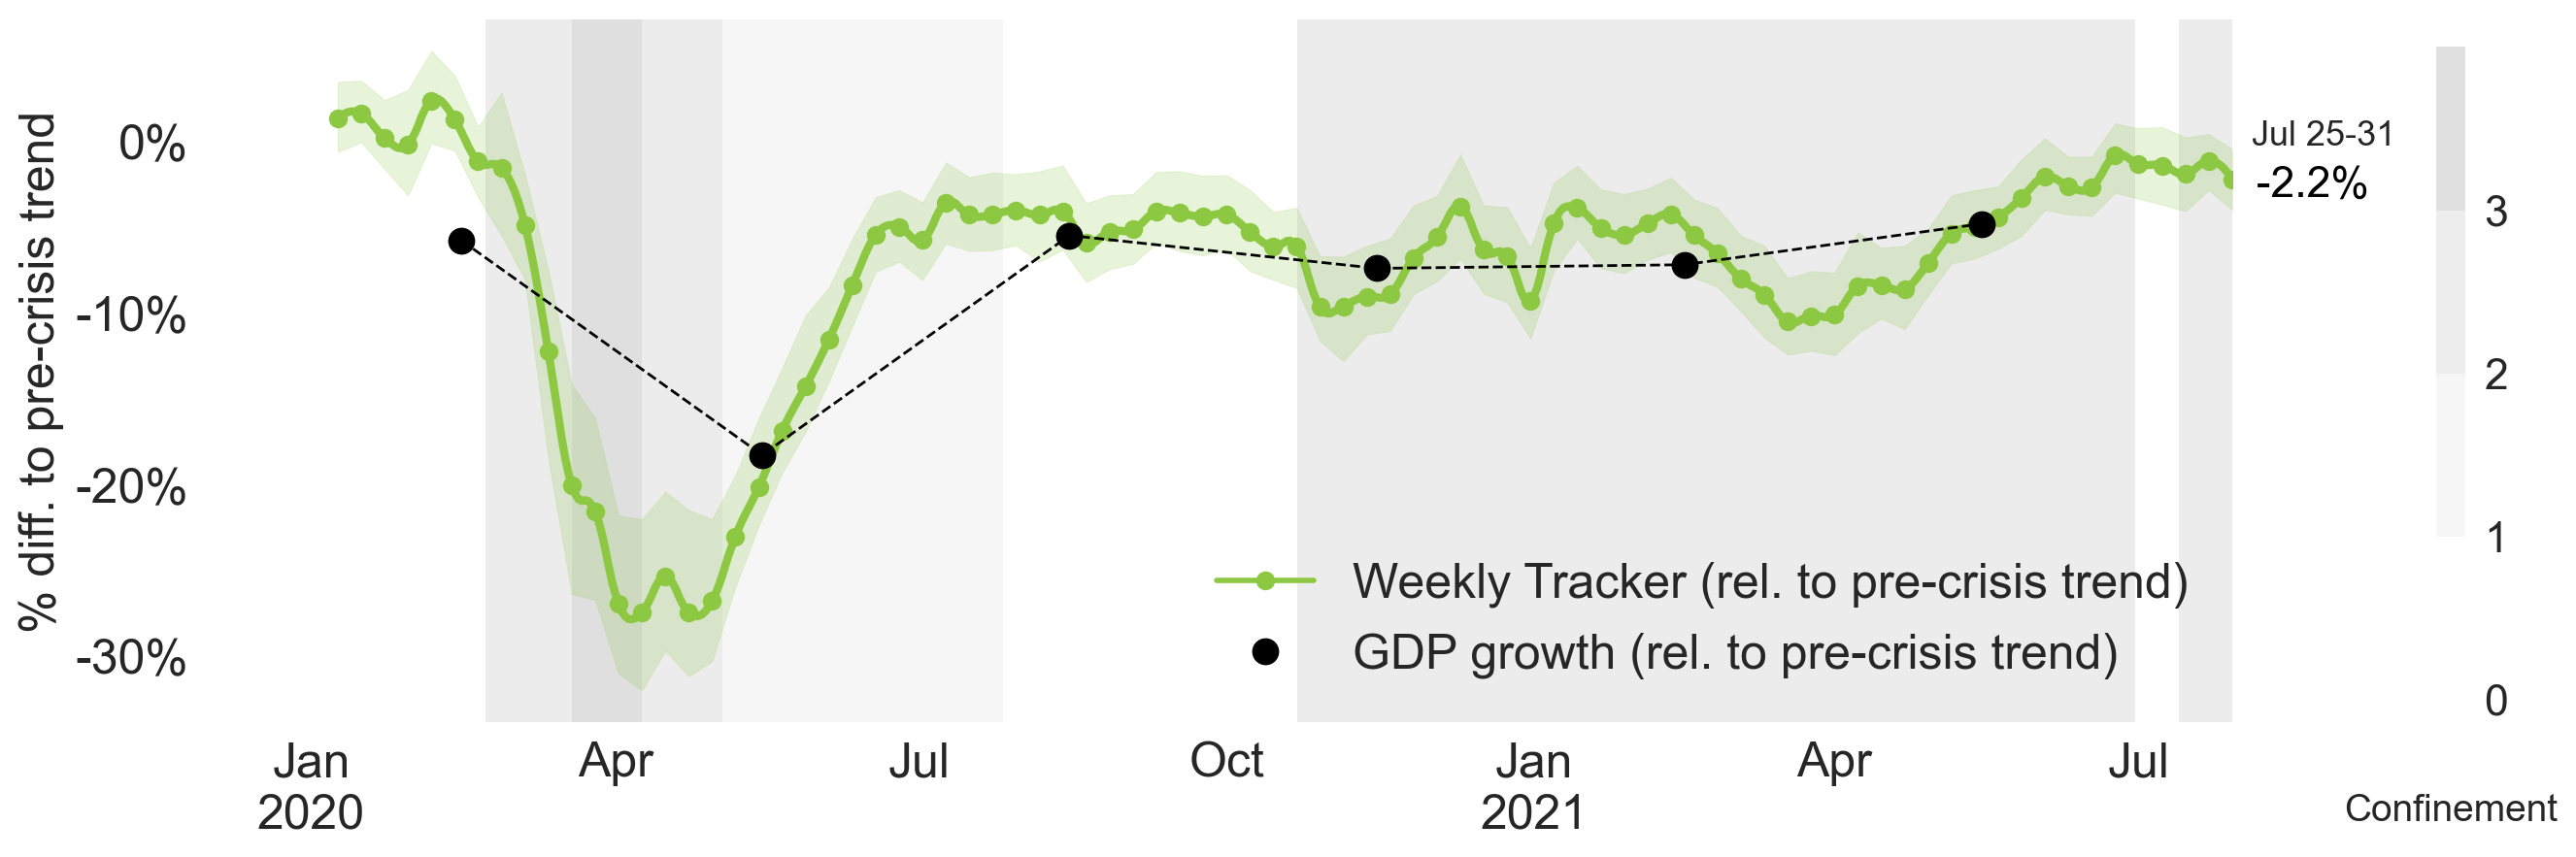 % diff. to pre-crisis trend
0%
-10%
-20%
-30%
Jan
2020
Apr
Jul
Oct
Jan
2021
Apr
Jul
Weekly Tracker (rel. to pre-crisis trend)
GDP growth (rel. to pre-crisis trend)
Jul 25-31
-2.2%
3
2
1
0
Confinement